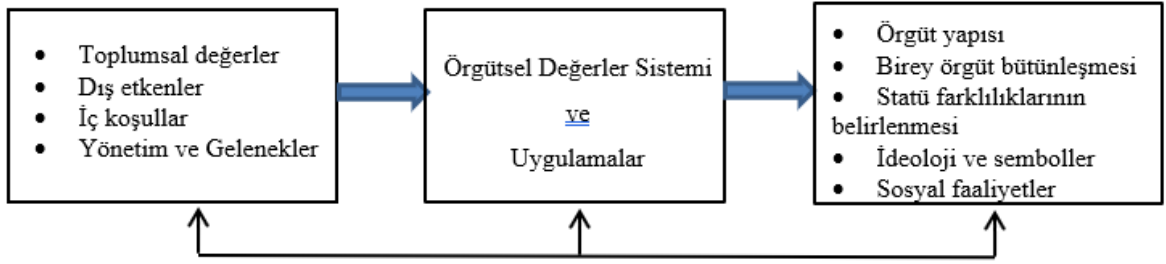 • Toplumsal değerler
• Dış etkenler
• İç koşullar
• Yönetim ve Gelenekler
Örgütsel Değerler Sistemi
ve
Uygulamalar
• Örgüt yapısı
• Birey örgüt bütünleşmesi
• Statü farklılıklarının
belirlenmesi
• İdeoloji ve semboller
• Sosyal faaliyetler